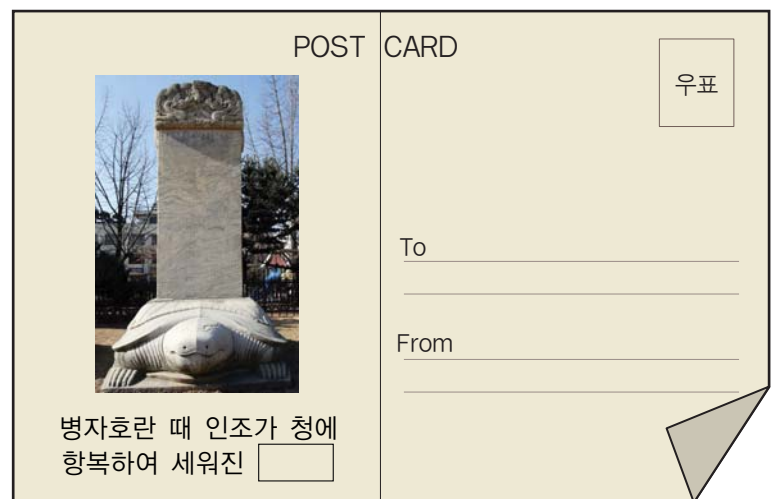 POST CARD
우표
To
From
병자호란 때 인조가 청에
항복하여 세워진